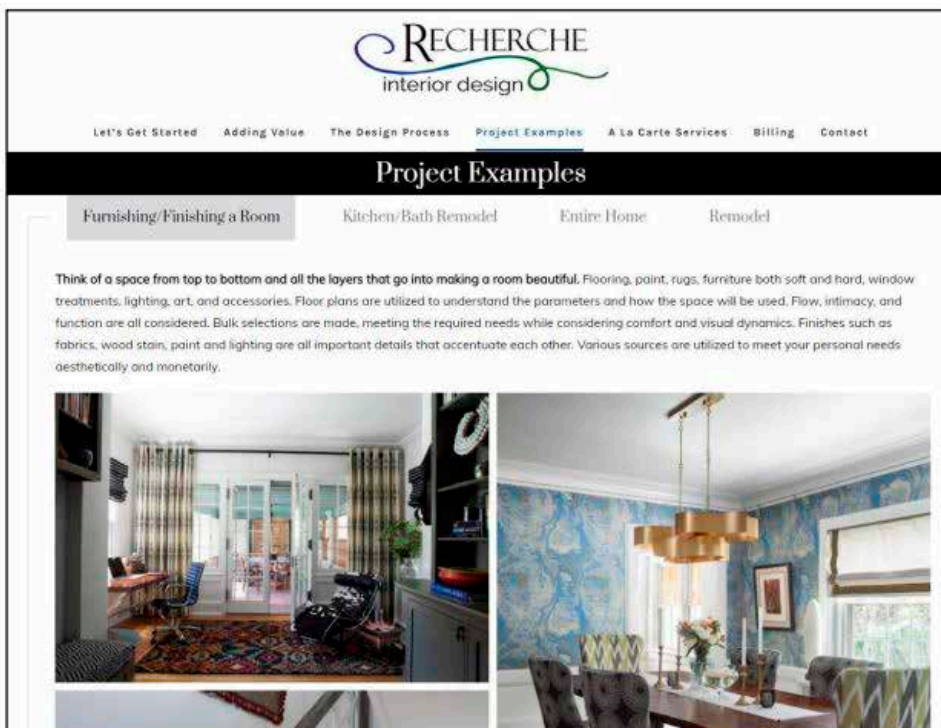 RECHERCHE
interior design
Let's Get Started Adding Value The Design Process Project Examples A La Carte Services Billing Contact
Project Examples
Furnishing/Finishing a Room Kitchen/Bath Remodel Entire Home Remodel
Think of a space from top to bottom and all the layers that go into making a room beautiful. Flooring, paint, rugs, furniture both soft and hard, window
treatments, lighting, art, and accessories. Floor plans are utilized to understand the parameters and how the space will be used. Flow, intimacy, and
function are all considered. Bulk selections are made, meeting the required needs while considering comfort and visual dynamics. Finishes such as
fabrics, wood stain, paint and lighting are all important details that accentuate each other. Various sources are utilized to meet your personal needs
aesthetically and monetarily.